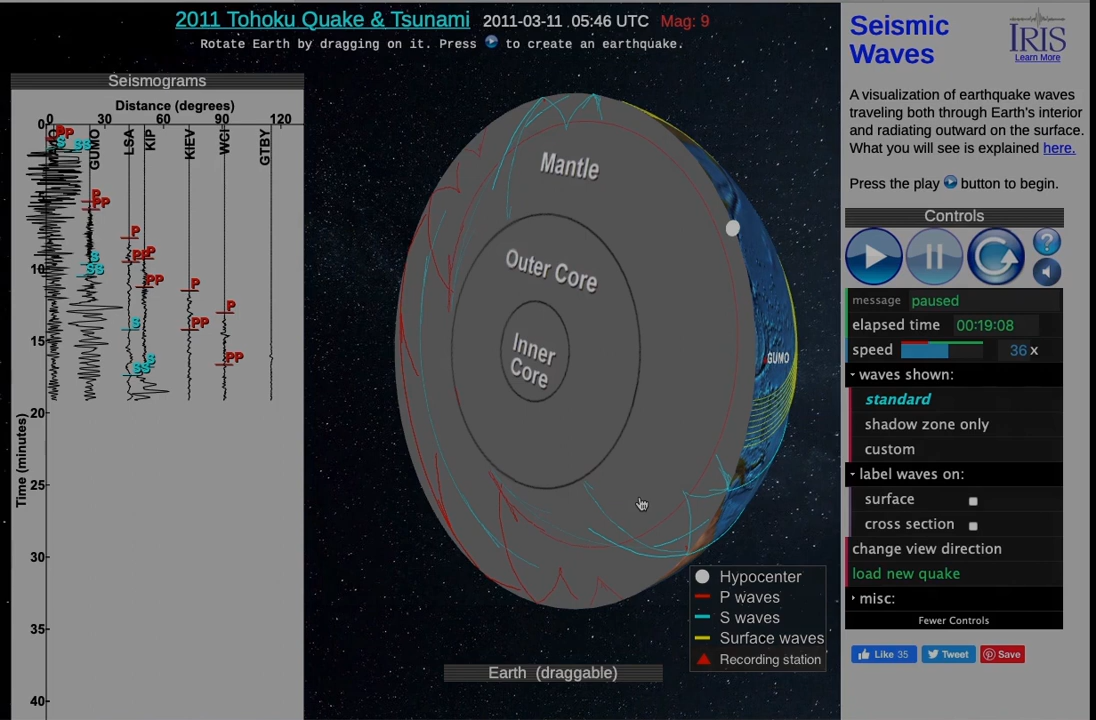 2011 Tohoku Quake & Tsunami 2011-03-11 05:46 UTC Mag: 9
Rotate Earth by dragging on it. Press to create an earthquake.
Seismograms
Distance (degrees)
0 30 60 90 120
GUMO LSA KIP KIEV WCI GTBY
P PP
S SS
P
PP
S
SS
P
PP
S
SS
P
PP
S
P
PP
P
PP
0
10
15
20
25
30
35
40
Time (minutes)
Mantle
Outer Core
Inner
Core
GUMO
Hypocenter
P waves
S waves
Surface waves
Recording station
Earth (draggable)
Seismic
Waves
IRIS
Learn More
A visualization of earthquake waves
traveling both through Earth's interior
and radiating outward on the surface.
What you will see is explained here.
Press the play button to begin.
Controls
?
message paused
elapsed time 00:19:08
speed 36 x
waves shown:
standard
shadow zone only
custom
label waves on:
surface
cross section
change view direction
load new quake
misc:
Fewer Controls
Like 35 Tweet Save